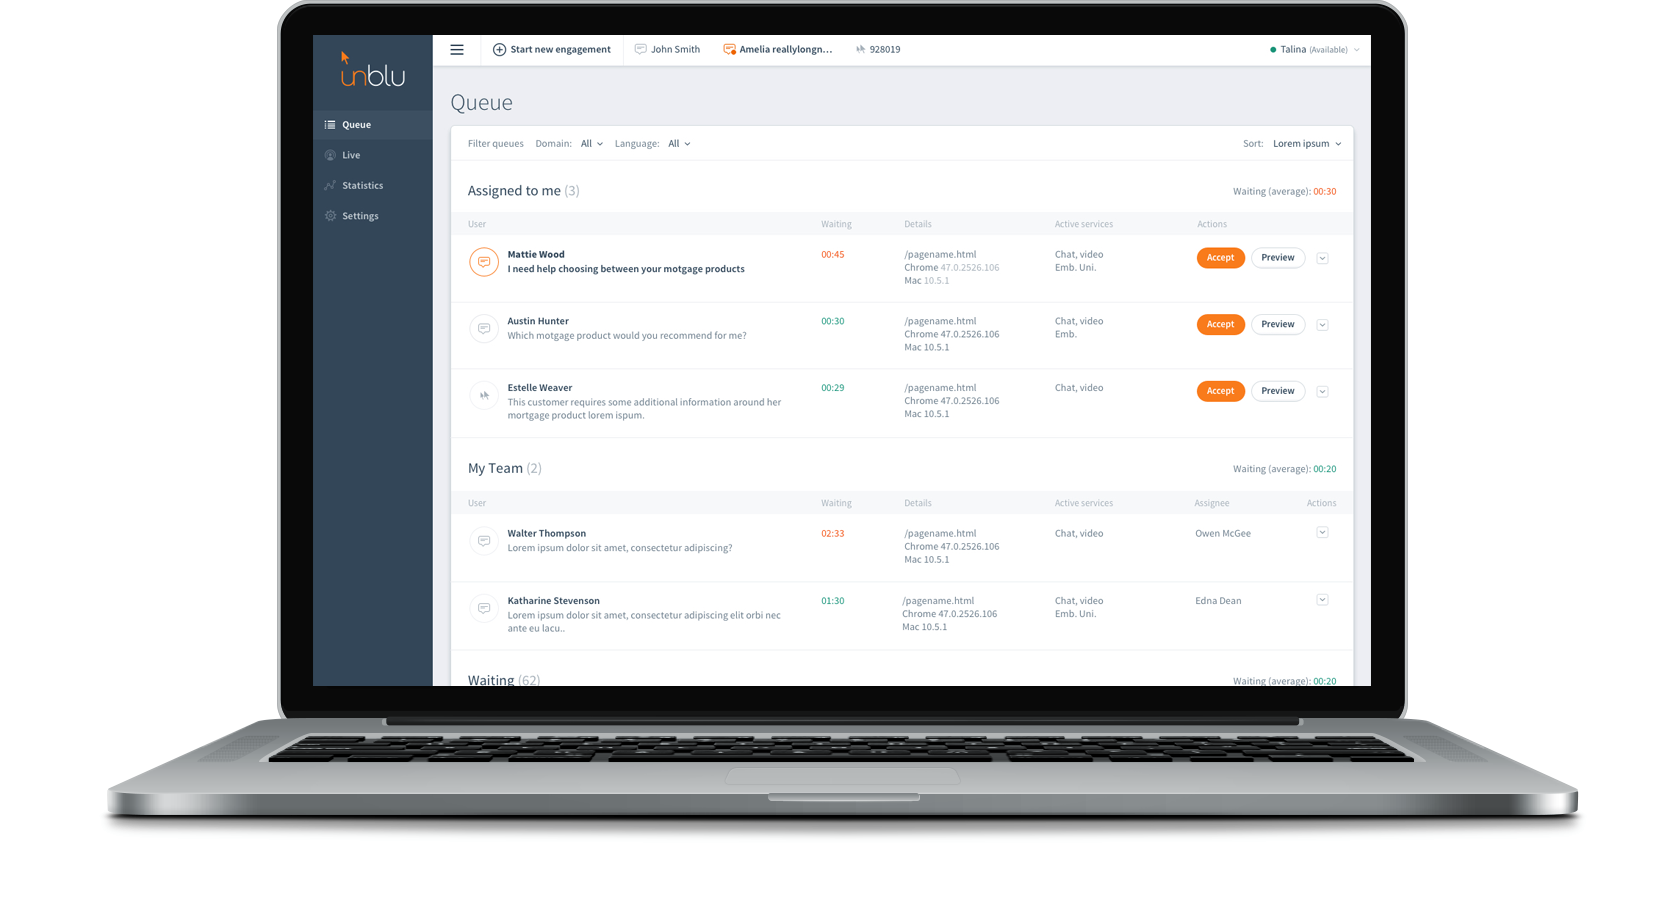 unblu
Start new engagement
John Smith
Amelia reallylongn...
928019
Talina (Available)
Queue
Live
Statistics
Settings
Queue
Filter queues Domain: All Language: All
Sort: Lorem ipsum
Assigned to me (3)
Waiting (average): 00:30
User Waiting Details Active services Actions
Mattie Wood
I need help choosing between your motgage products
00:45
/pagename.html
Chrome 47.0.2526.106
Mac 10.5.1
Chat, video
Emb. Uni.
Accept Preview
Austin Hunter
Which motgage product would you recommend for me?
00:30
/pagename.html
Chrome 47.0.2526.106
Mac 10.5.1
Chat, video
Emb.
Accept Preview
Estelle Weaver
This customer requires some additional information around her
mortgage product lorem ispum.
00:29
/pagename.html
Chrome 47.0.2526.106
Mac 10.5.1
Chat, video
Accept Preview
My Team (2)
Waiting (average): 00:20
User Waiting Details Active services Assignee Actions
Walter Thompson
Lorem ipsum dolor sit amet, consectetur adipiscing?
02:33
/pagename.html
Chrome 47.0.2526.106
Mac 10.5.1
Chat, video
Owen McGee
Katharine Stevenson
Lorem ipsum dolor sit amet, consectetur adipiscing elit orbi nec
ante eu lacu..
01:30
/pagename.html
Chrome 47.0.2526.106
Mac 10.5.1
Chat, video
Emb. Uni.
Edna Dean
Waiting (62)
Waiting (average): 00:20